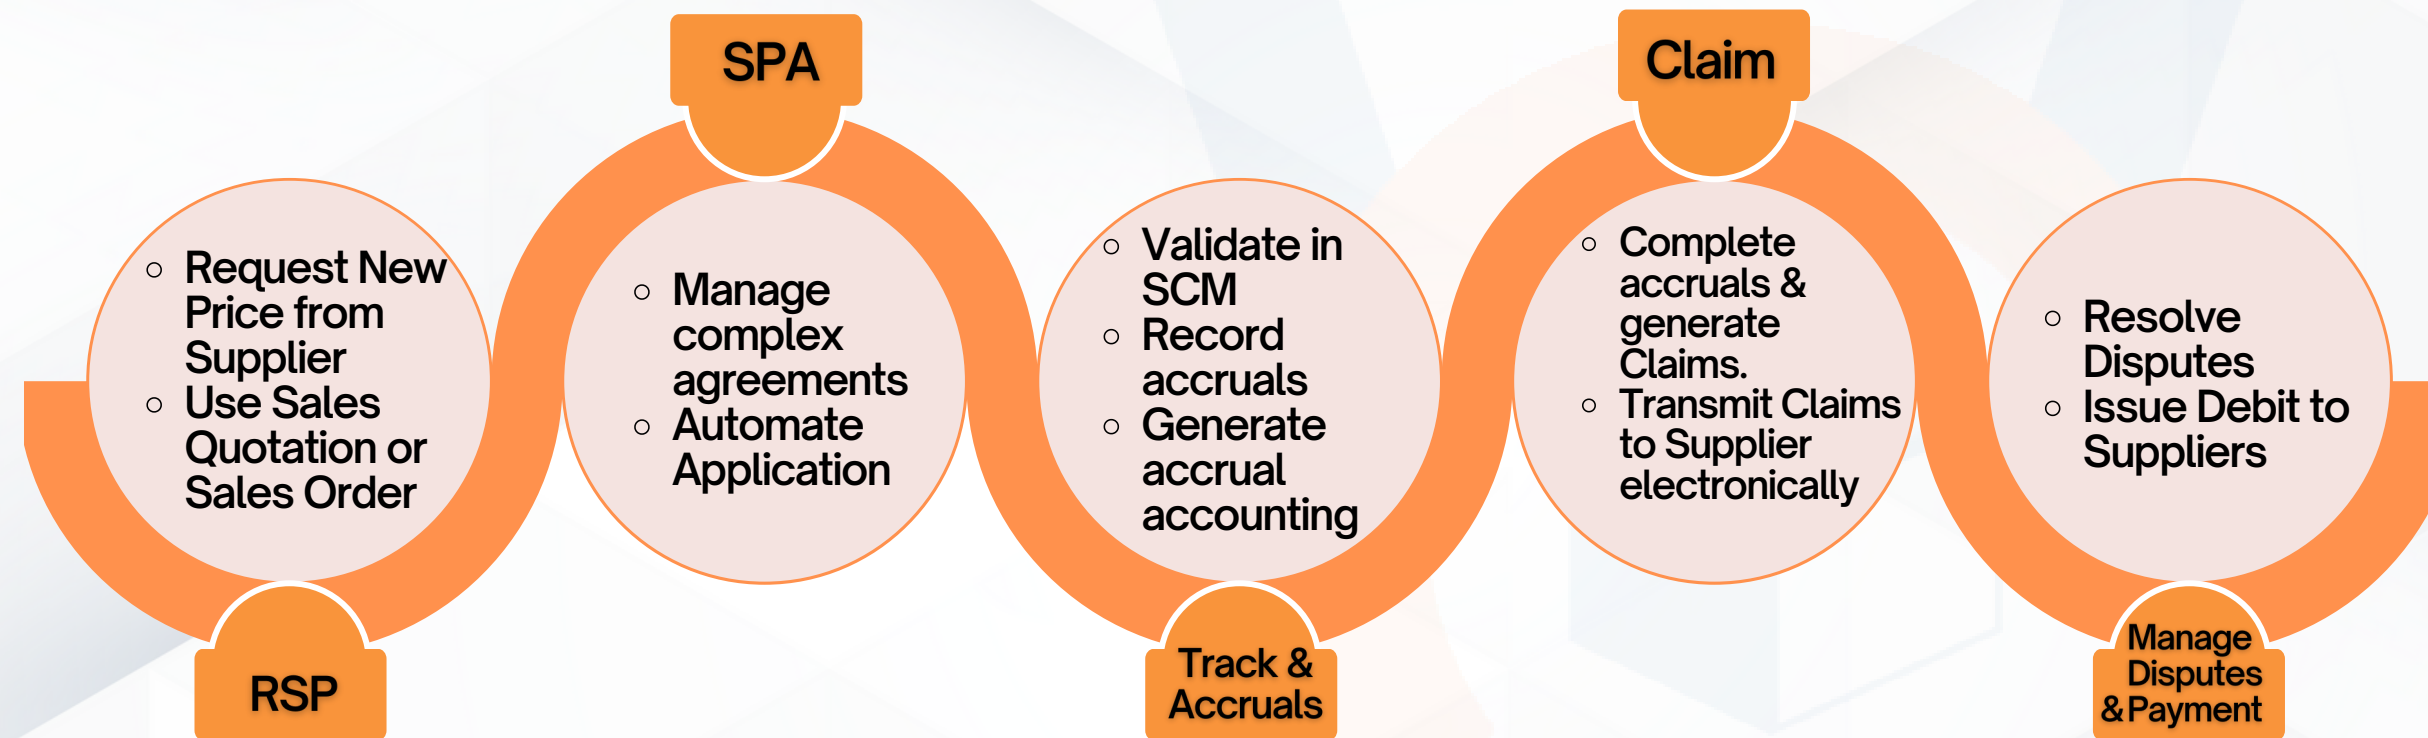 SPA
Claim
Request New
Price from
Supplier
Use Sales
Quotation or
Sales Order
Manage
complex
agreements
Automate
Application
Validate in
SCM
Record
accruals
Generate
accrual
accounting
Complete
accruals &
generate
Claims.
Transmit Claims
to Supplier
electronically
Resolve
Disputes
Issue Debit to
Suppliers
RSP
Track &
Accruals
Manage
Disputes
& Payment